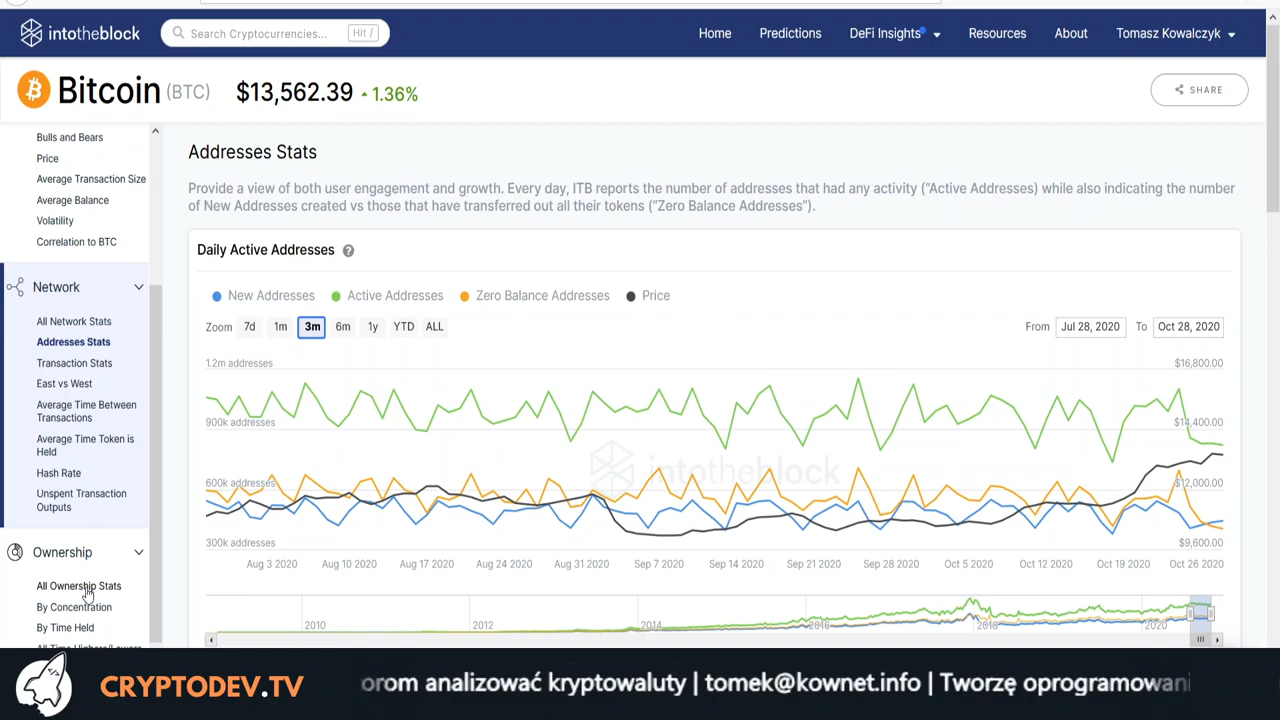 intotheblock
Search Cryptocurrencies...
Hit /
Home
Predictions
DeFi Insights
Resources
About
Tomasz Kowalczyk
Bitcoin (BTC)
$13,562.39
1.36%
SHARE
Bulls and Bears
Price
Average Transaction Size
Average Balance
Volatility
Correlation to BTC
Network
All Network Stats
Addresses Stats
Transaction Stats
East vs West
Average Time Between
Transactions
Average Time Token is
Held
Hash Rate
Unspent Transaction
Outputs
Ownership
All Ownership Stats
By Concentration
By Time Held
Addresses Stats
Provide a view of both user engagement and growth. Every day, ITB reports the number of addresses that had any activity ("Active Addresses) while also indicating the number
of New Addresses created vs those that have transferred out all their tokens ("Zero Balance Addresses").
Daily Active Addresses ?
New Addresses
Active Addresses
Zero Balance Addresses
Price
Zoom 7d 1m 3m 6m 1y YTD ALL
From Jul 28, 2020 To Oct 28, 2020
1.2m addresses
$16,800.00
900k addresses
$14,400.00
intotheblock
600k addresses
$12,000.00
300k addresses
$9,600.00
Aug 3 2020 Aug 10 2020 Aug 17 2020 Aug 24 2020 Aug 31 2020 Sep 7 2020 Sep 14 2020 Sep 21 2020 Sep 28 2020 Oct 5 2020 Oct 12 2020 Oct 19 2020 Oct 26 2020
2010 2012 2014 2016 2018 2020
CRYPTODEV.TV
orom analizować kryptowaluty | tomek@kownet.info | Tworzę oprogramowani